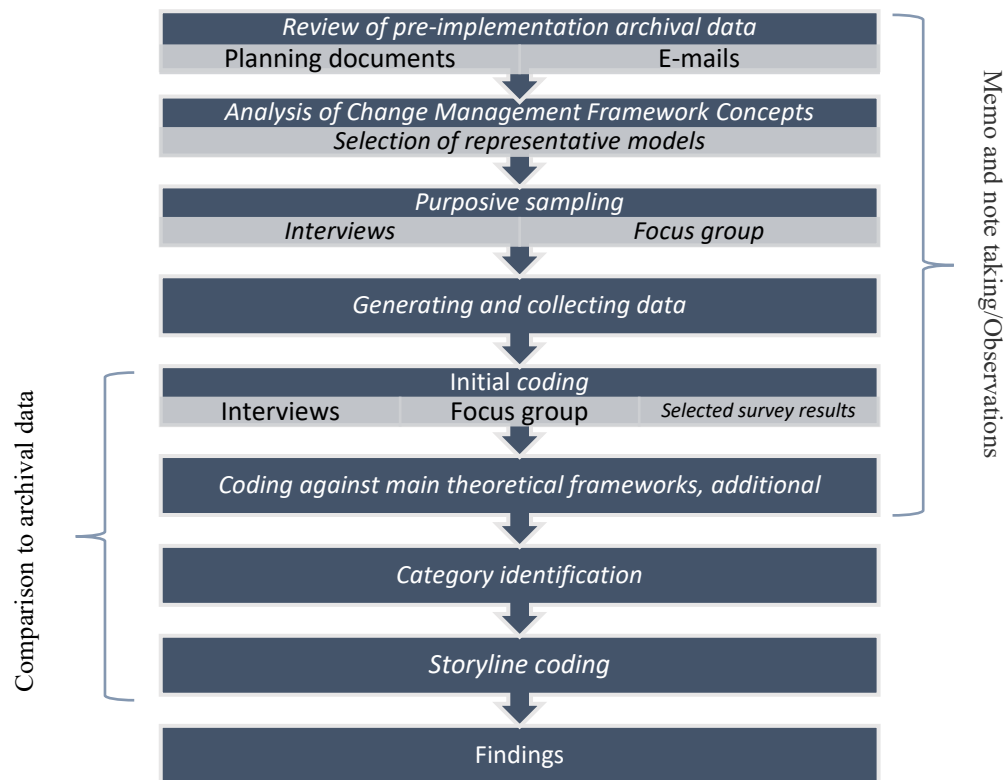 Review of pre-implementation archival data
Planning documents
E-mails
Analysis of Change Management Framework Concepts
Selection of representative models
Purposive sampling
Interviews
Focus group
Generating and collecting data
Initial coding
Interviews
Focus group
Selected survey results
Coding against main theoretical frameworks, additional
Category identification
Storyline coding
Findings
Comparison to archival data
Memo and note taking/Observations